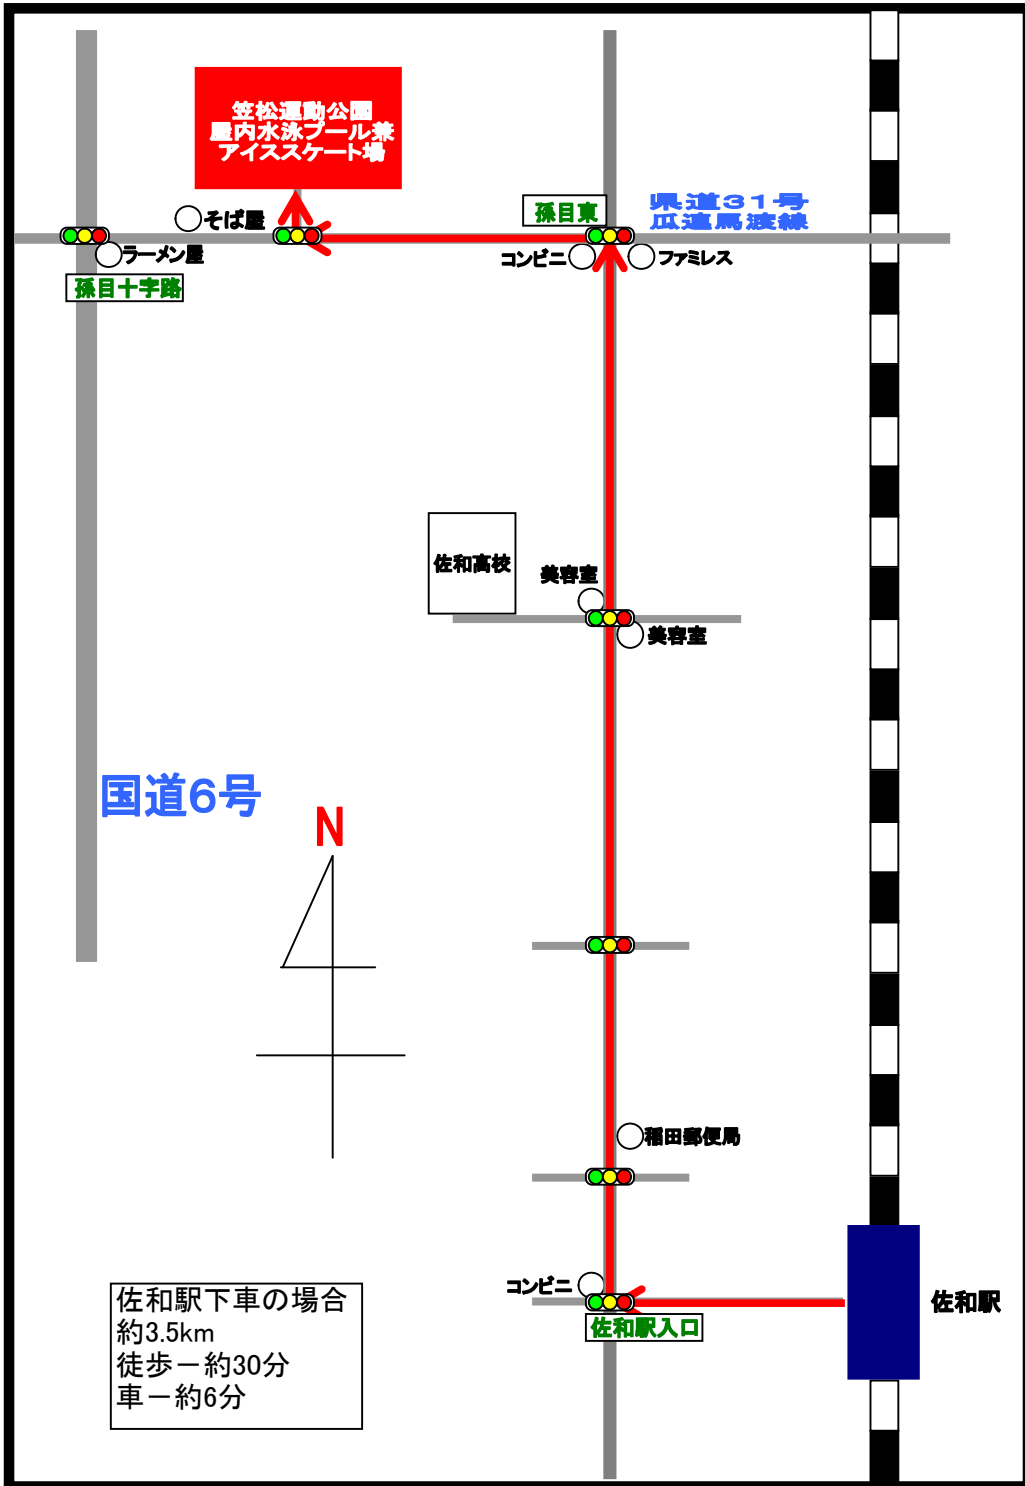 笠松運動公園
屋内水泳プール兼
アイススケート場
県道31号
瓜連馬渡線
孫目東
そば屋
ラーメン屋
コンビニ
ファミレス
孫目十字路
佐和高校
美容室
美容室
国道6号
N
稲田郵便局
コンビニ
佐和駅入口
佐和駅
佐和駅下車の場合
約3.5km
徒歩－約30分
車－約6分